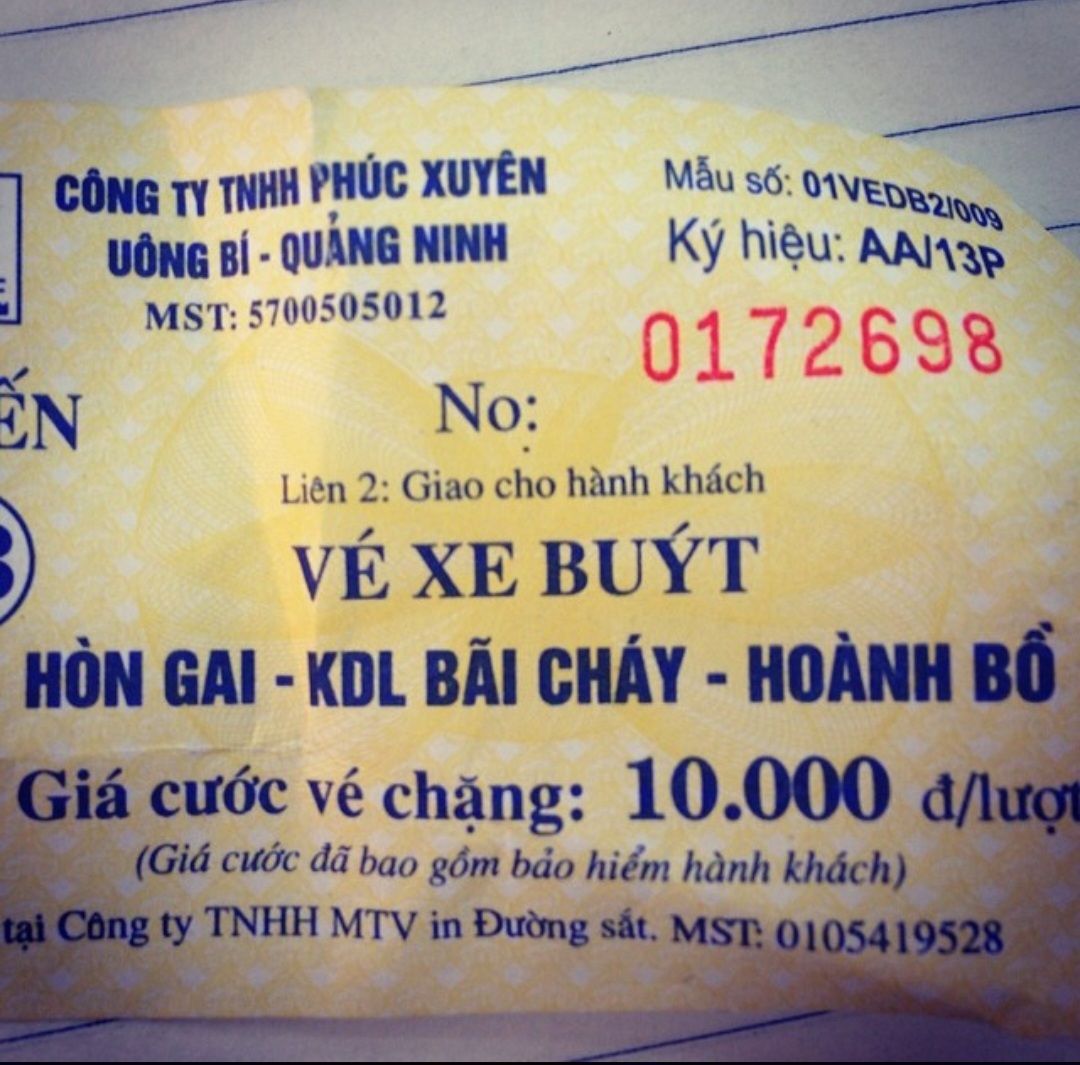 CÔNG TY TNHH PHÚC XUYÊN
UÔNG BÍ - QUẢNG NINH
MST: 5700505012
Mẫu số: 01VEDB2/009
Ký hiệu: AA/13P
0172698
No:
Liên 2: Giao cho hành khách
VÉ XE BUÝT
HÒN GAI - KDL BÃI CHÁY - HOÀNH BỒ
Giá cước vé chặng: 10.000 đ/lượt
(Giá cước đã bao gồm bảo hiểm hành khách)
tại Công ty TNHH MTV in Đường sắt. MST: 0105419528